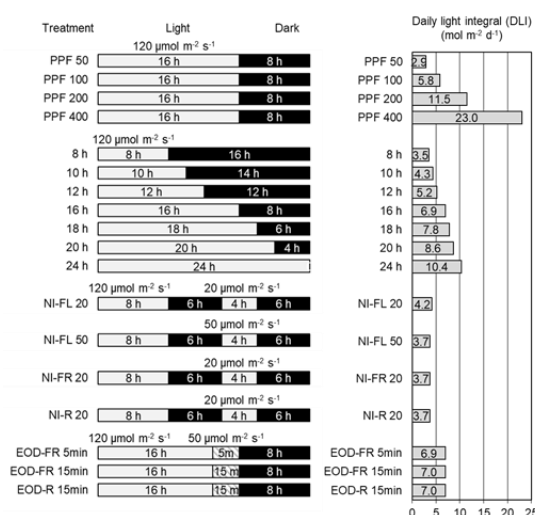 Treatment Light Dark Daily light integral (DLI)
(mol m-2 d-1)
120 µmol m-2 s-1
PPF 50 16 h 8 h PPF 50 2.9
PPF 100 16 h 8 h PPF 100 5.8
PPF 200 16 h 8 h PPF 200 11.5
PPF 400 16 h 8 h PPF 400 23.0
120 µmol m-2 s-1
8 h 8 h 16 h 8 h 3.5
10 h 10 h 14 h 10 h 4.3
12 h 12 h 12 h 12 h 5.2
16 h 16 h 8 h 16 h 6.9
18 h 18 h 6 h 18 h 7.8
20 h 20 h 4 h 20 h 8.6
24 h 24 h 24 h 10.4
120 µmol m-2 s-1 20 µmol m-2 s-1
NI-FL 20 8 h 6 h 4 h 6 h NI-FL 20 4.2
50 µmol m-2 s-1
NI-FL 50 8 h 6 h 4 h 6 h NI-FL 50 3.7
20 µmol m-2 s-1
NI-FR 20 8 h 6 h 4 h 6 h NI-FR 20 3.7
20 µmol m-2 s-1
NI-R 20 8 h 6 h 4 h 6 h NI-R 20 3.7
120 µmol m-2 s-1 50 µmol m-2 s-1
EOD-FR 5min 16 h 5m 8 h EOD-FR 5min 6.9
EOD-FR 15min 16 h 15 m 8 h EOD-FR 15min 7.0
EOD-R 15min 16 h 15 m 8 h EOD-R 15min 7.0
0 5 10 15 20 25